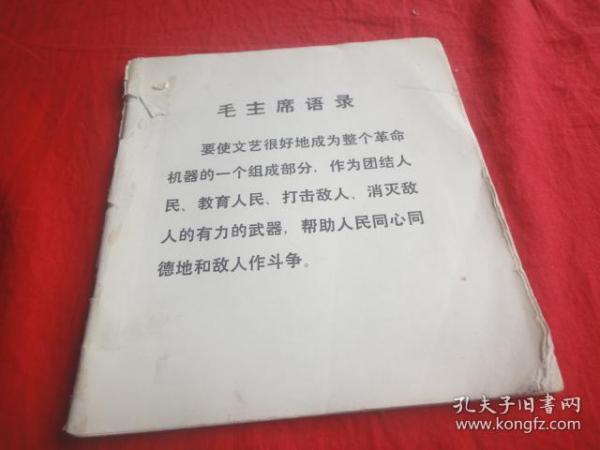 毛主席语录
要使文艺很好地成为整个革命
机器的一个组成部分，作为团结人
民、教育人民、打击敌人、消灭敌
人的有力的武器，帮助人民同心同
德地和敌人作斗争。
孔夫子旧書网
www.kongfz.com